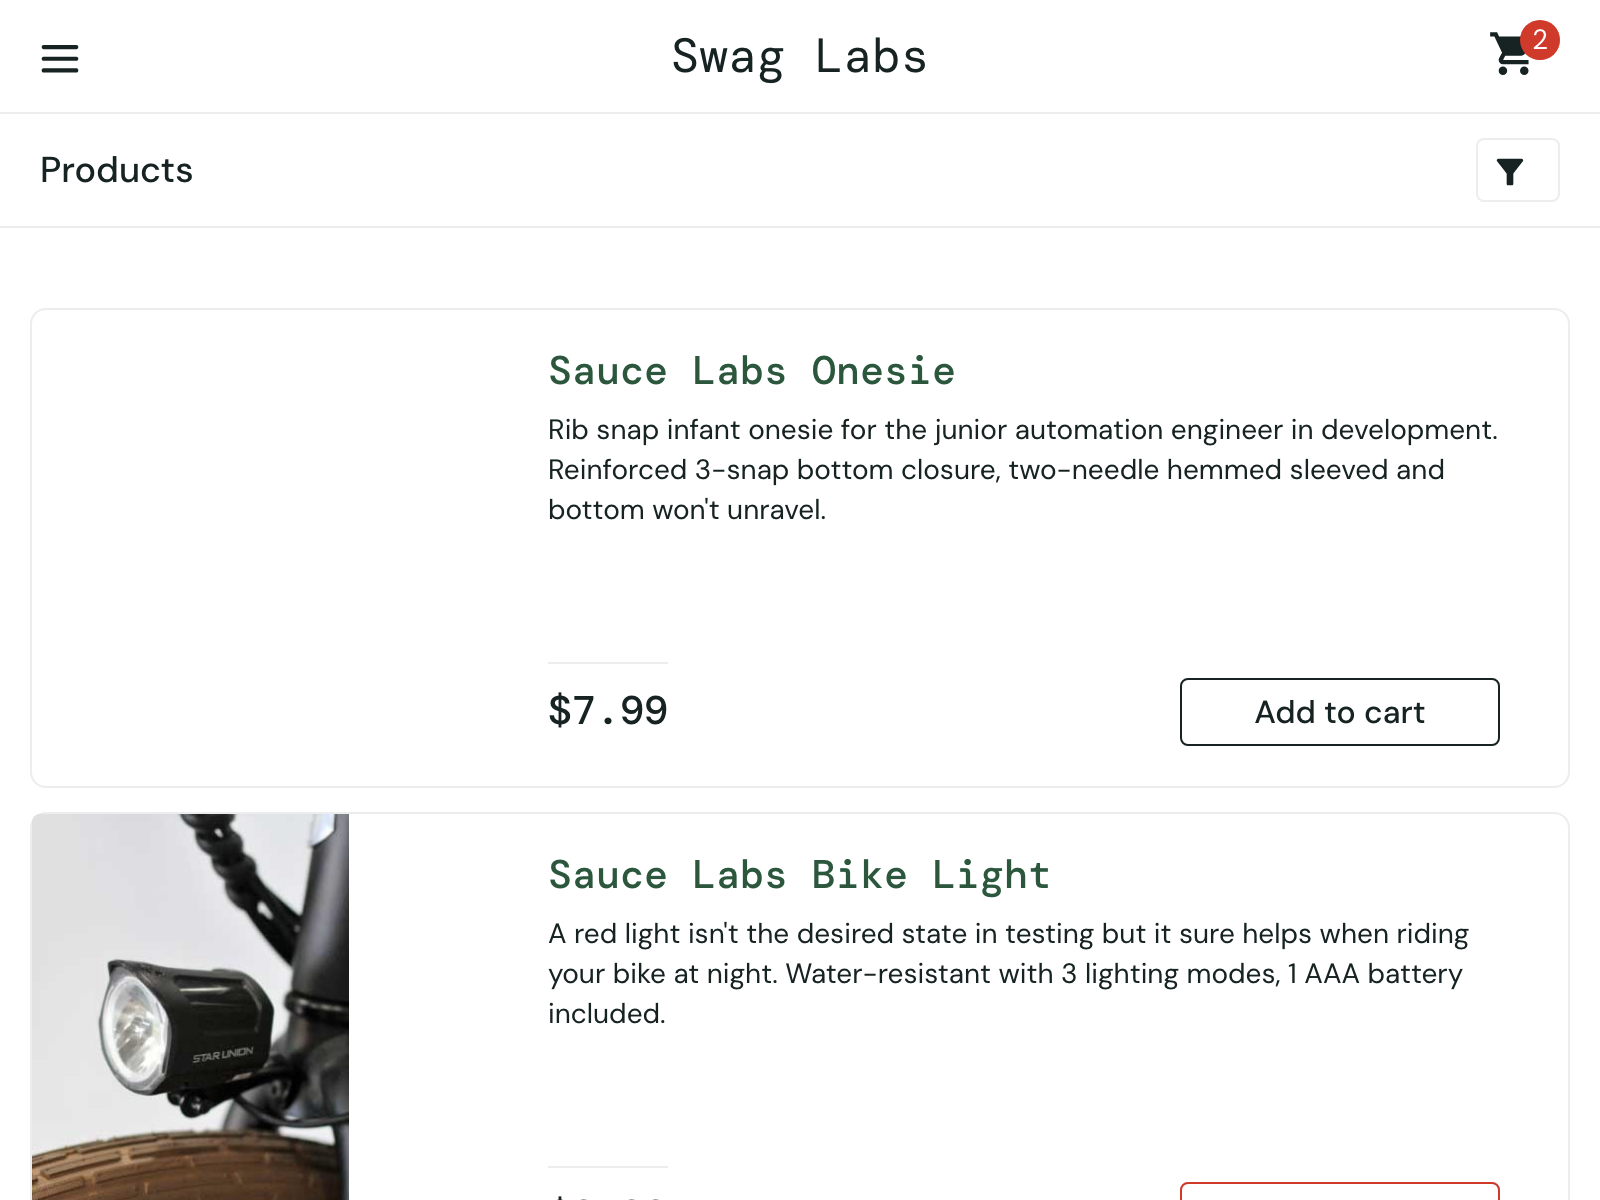 Swag Labs
2
Products
Sauce Labs Onesie
Rib snap infant onesie for the junior automation engineer in development.
Reinforced 3-snap bottom closure, two-needle hemmed sleeved and
bottom won't unravel.
$7.99
Add to cart
Sauce Labs Bike Light
A red light isn't the desired state in testing but it sure helps when riding
your bike at night. Water-resistant with 3 lighting modes, 1 AAA battery
included.
STAR UNION